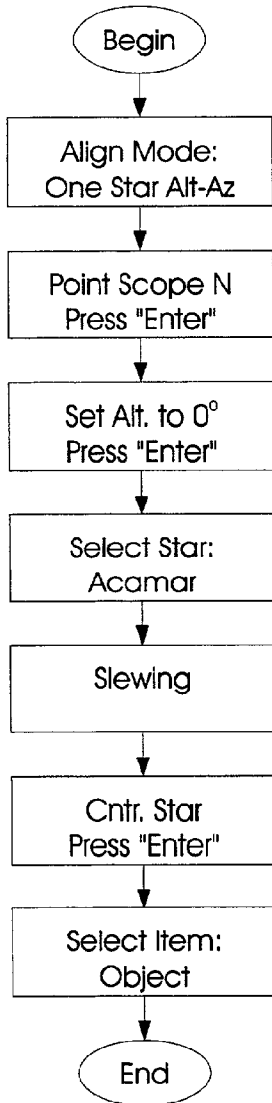 Begin
Align Mode:
One Star Alt-Az
Point Scope N
Press "Enter"
Set Alt. to 0°
Press "Enter"
Select Star:
Acamar
Slewing
Cntr. Star
Press "Enter"
Select Item:
Object
End